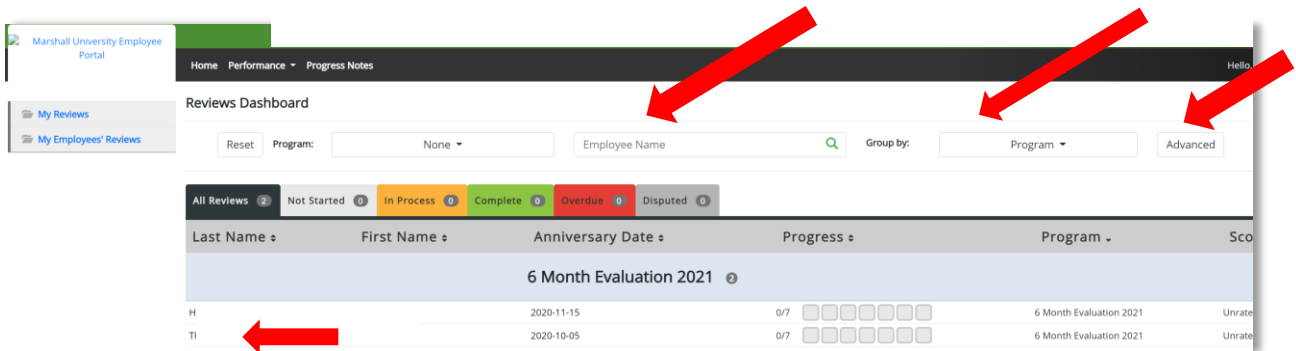 Marshall University Employee
Portal
Home Performance Progress Notes Hello,
My Reviews
My Employees' Reviews
Reviews Dashboard
Reset Program: None Employee Name Group by: Program Advanced
All Reviews 2 Not Started 0 In Process 0 Complete 0 Overdue 0 Disputed 0
Last Name First Name Anniversary Date Progress Program Sco
6 Month Evaluation 2021 2
H 2020-11-15 0/7 6 Month Evaluation 2021 Unrate
TI 2020-10-05 0/7 6 Month Evaluation 2021 Unrate